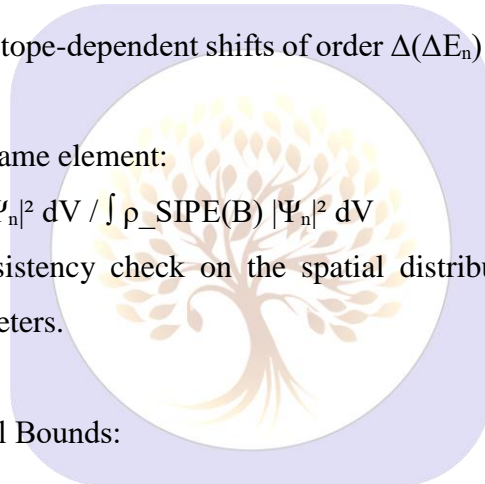 tope-dependent shifts of order Δ(ΔEₙ)
ame element:
Ψₙ|² dV / ∫ ρ_SIPE(B) |Ψₙ|² dV
sistency check on the spatial distribu
eters.
l Bounds: